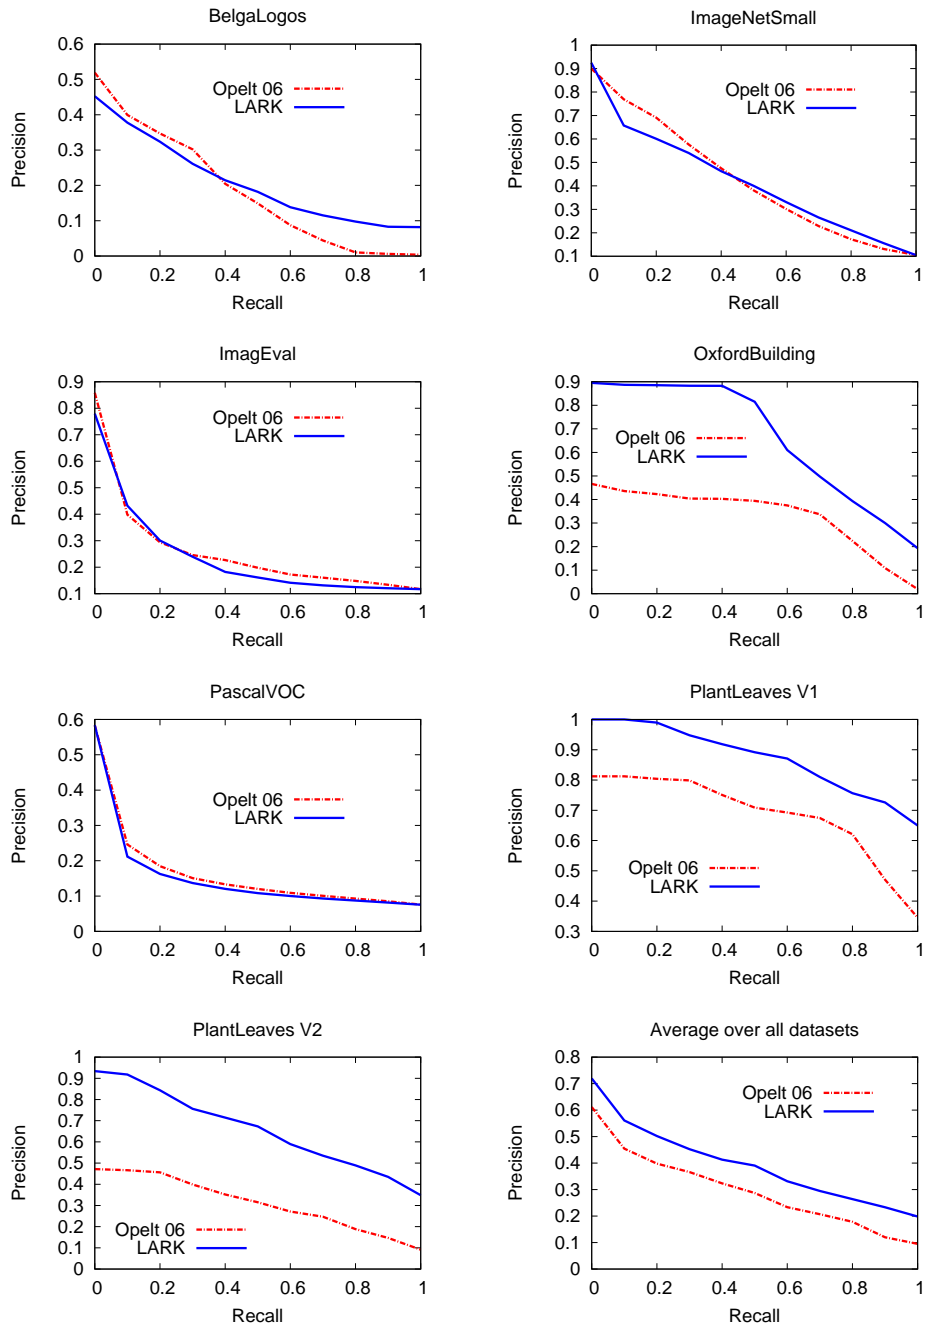 BelgaLogos
Precision
0.6
0.5
0.4
0.3
0.2
0.1
0
Opelt 06
LARK
0 0.2 0.4 0.6 0.8 1
Recall
ImageNetSmall
Precision
1
0.9
0.8
0.7
0.6
0.5
0.4
0.3
0.2
0.1
Opelt 06
LARK
0 0.2 0.4 0.6 0.8 1
Recall
ImagEval
Precision
0.9
0.8
0.7
0.6
0.5
0.4
0.3
0.2
0.1
Opelt 06
LARK
0 0.2 0.4 0.6 0.8 1
Recall
OxfordBuilding
Precision
0.9
0.8
0.7
0.6
0.5
0.4
0.3
0.2
0.1
0
Opelt 06
LARK
0 0.2 0.4 0.6 0.8 1
Recall
PascalVOC
Precision
0.6
0.5
0.4
0.3
0.2
0.1
0
Opelt 06
LARK
0 0.2 0.4 0.6 0.8 1
Recall
PlantLeaves V1
Precision
1
0.9
0.8
0.7
0.6
0.5
0.4
0.3
Opelt 06
LARK
0 0.2 0.4 0.6 0.8 1
Recall
PlantLeaves V2
Precision
1
0.9
0.8
0.7
0.6
0.5
0.4
0.3
0.2
0.1
0
Opelt 06
LARK
0 0.2 0.4 0.6 0.8 1
Recall
Average over all datasets
Precision
0.8
0.7
0.6
0.5
0.4
0.3
0.2
0.1
0
Opelt 06
LARK
0 0.2 0.4 0.6 0.8 1
Recall